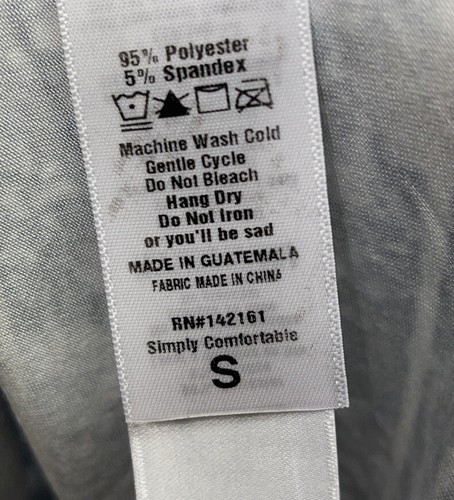 95% Polyester
5% Spandex
Machine Wash Cold
Gentle Cycle
Do Not Bleach
Hang Dry
Do Not Iron
or you'll be sad
MADE IN GUATEMALA
FABRIC MADE IN CHINA
RN#142161
Simply Comfortable
S